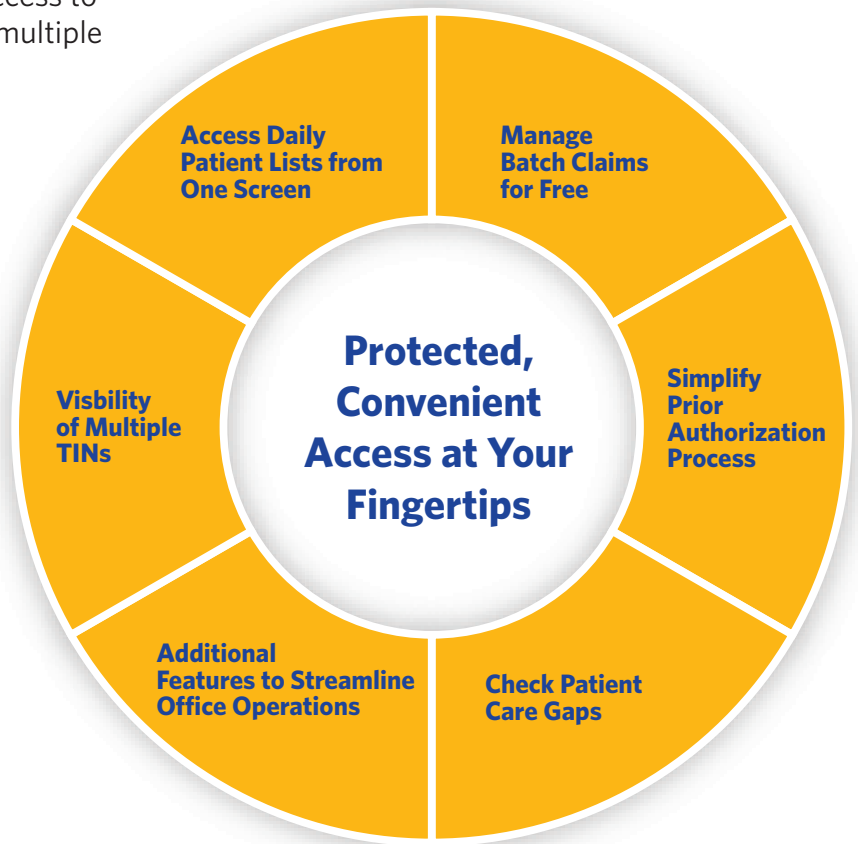 ccess to
multiple
Access Daily
Patient Lists from
One Screen
Manage
Batch Claims
for Free
Simplify
Prior
Authorization
Process
Check Patient
Care Gaps
Additional
Features to Streamline
Office Operations
Visbility
of Multiple
TINs
Protected,
Convenient
Access at Your
Fingertips